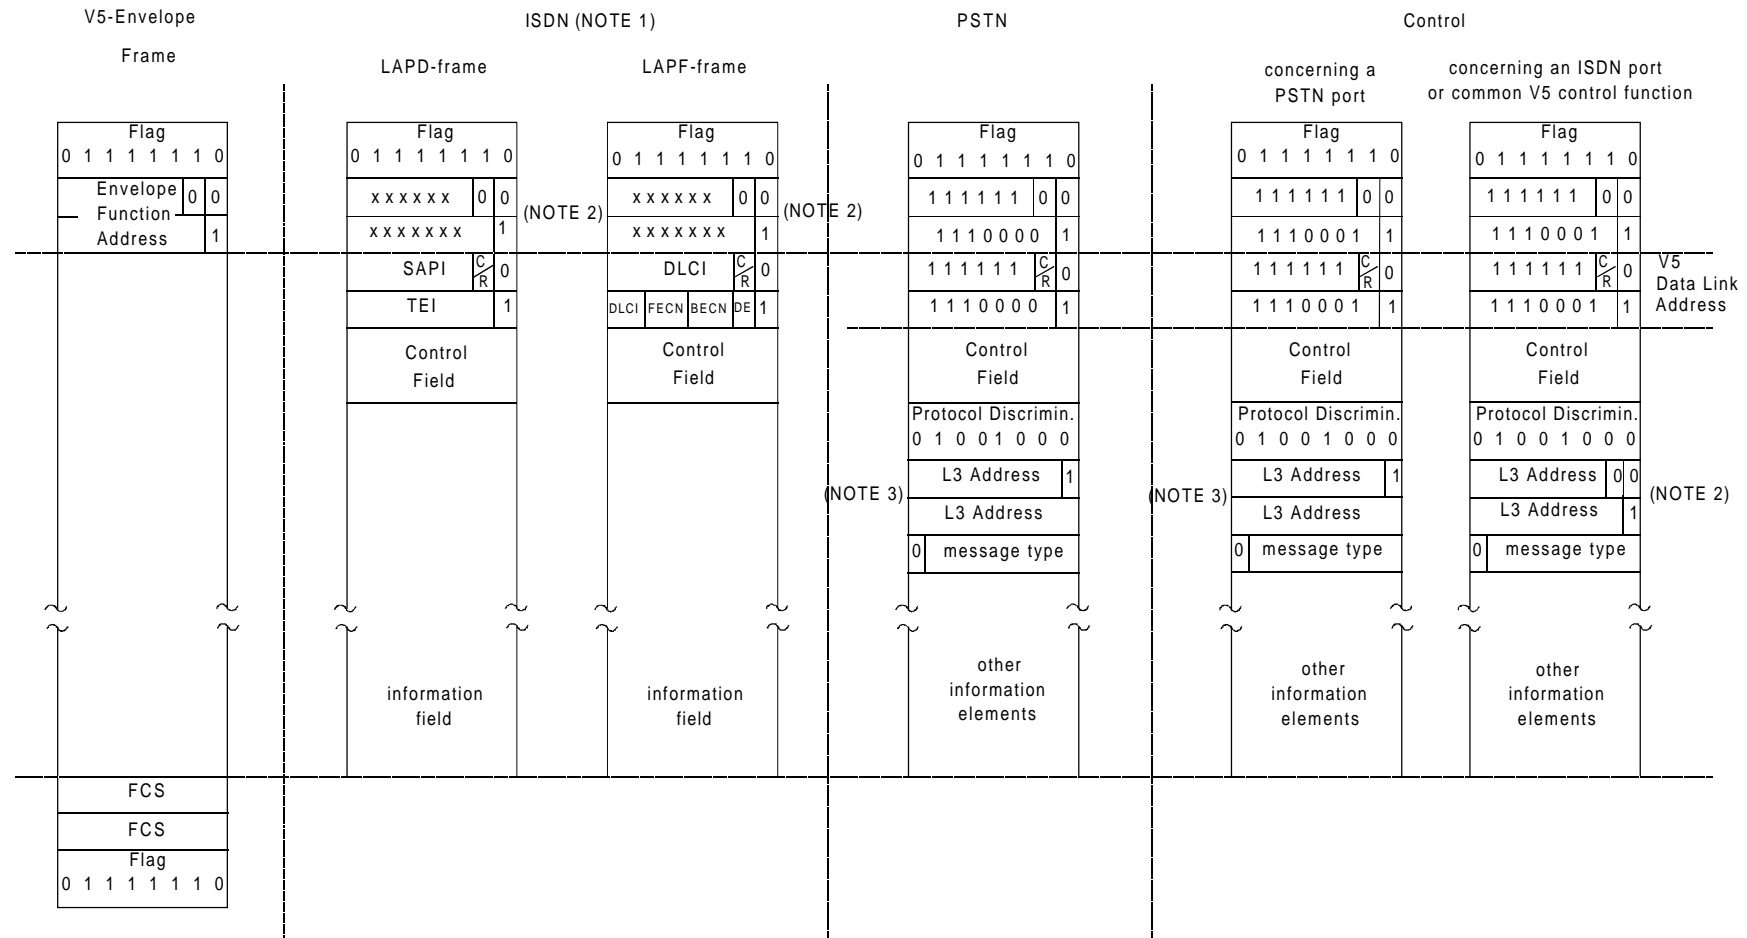 V5-Envelope
Frame
ISDN (NOTE 1)
PSTN
Control
LAPD-frame
LAPF-frame
concerning a
PSTN port
concerning an ISDN port
or common V5 control function
Flag
0 1 1 1 1 1 1 0
Envelope 0 0
Function
Address 1
FCS
FCS
Flag
0 1 1 1 1 1 1 0
Flag
0 1 1 1 1 1 1 0
x x x x x x 0 0
x x x x x x x 1
(NOTE 2)
SAPI C/R 0
TEI 1
Control
Field
information
field
Flag
0 1 1 1 1 1 1 0
x x x x x x 0 0
x x x x x x x 1
(NOTE 2)
DLCI C/R 0
DLCI FECN BECN DE 1
Control
Field
information
field
Flag
0 1 1 1 1 1 1 0
1 1 1 1 1 1 0 0
1 1 1 0 0 0 0 1
1 1 1 1 1 1 C/R 0
1 1 1 0 0 0 0 1
Control
Field
Protocol Discrimin.
0 1 0 0 1 0 0 0
L3 Address 1
(NOTE 3)
L3 Address
0 message type
other
information
elements
Flag
0 1 1 1 1 1 1 0
1 1 1 1 1 1 0 0
1 1 1 0 0 0 1 1
1 1 1 1 1 1 C/R 0
1 1 1 0 0 0 1 1
Control
Field
Protocol Discrimin.
0 1 0 0 1 0 0 0
L3 Address 1
(NOTE 3)
L3 Address
0 message type
other
information
elements
Flag
0 1 1 1 1 1 1 0
1 1 1 1 1 1 0 0
1 1 1 0 0 0 1 1
1 1 1 1 1 1 C/R 0
1 1 1 0 0 0 1 1
V5
Data Link
Address
Control
Field
Protocol Discrimin.
0 1 0 0 1 0 0 0
L3 Address 0 0
(NOTE 2)
L3 Address 1
0 message type
other
information
elements